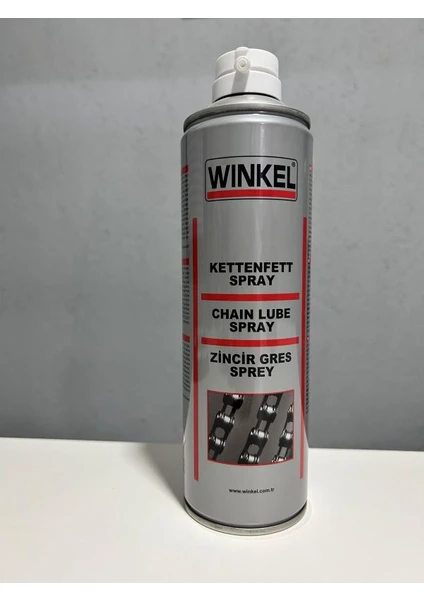 WINKEL®
KETTENFETT
SPRAY
CHAIN LUBE
SPRAY
ZİNCİR GRES
SPREY
www.winkel.com.tr